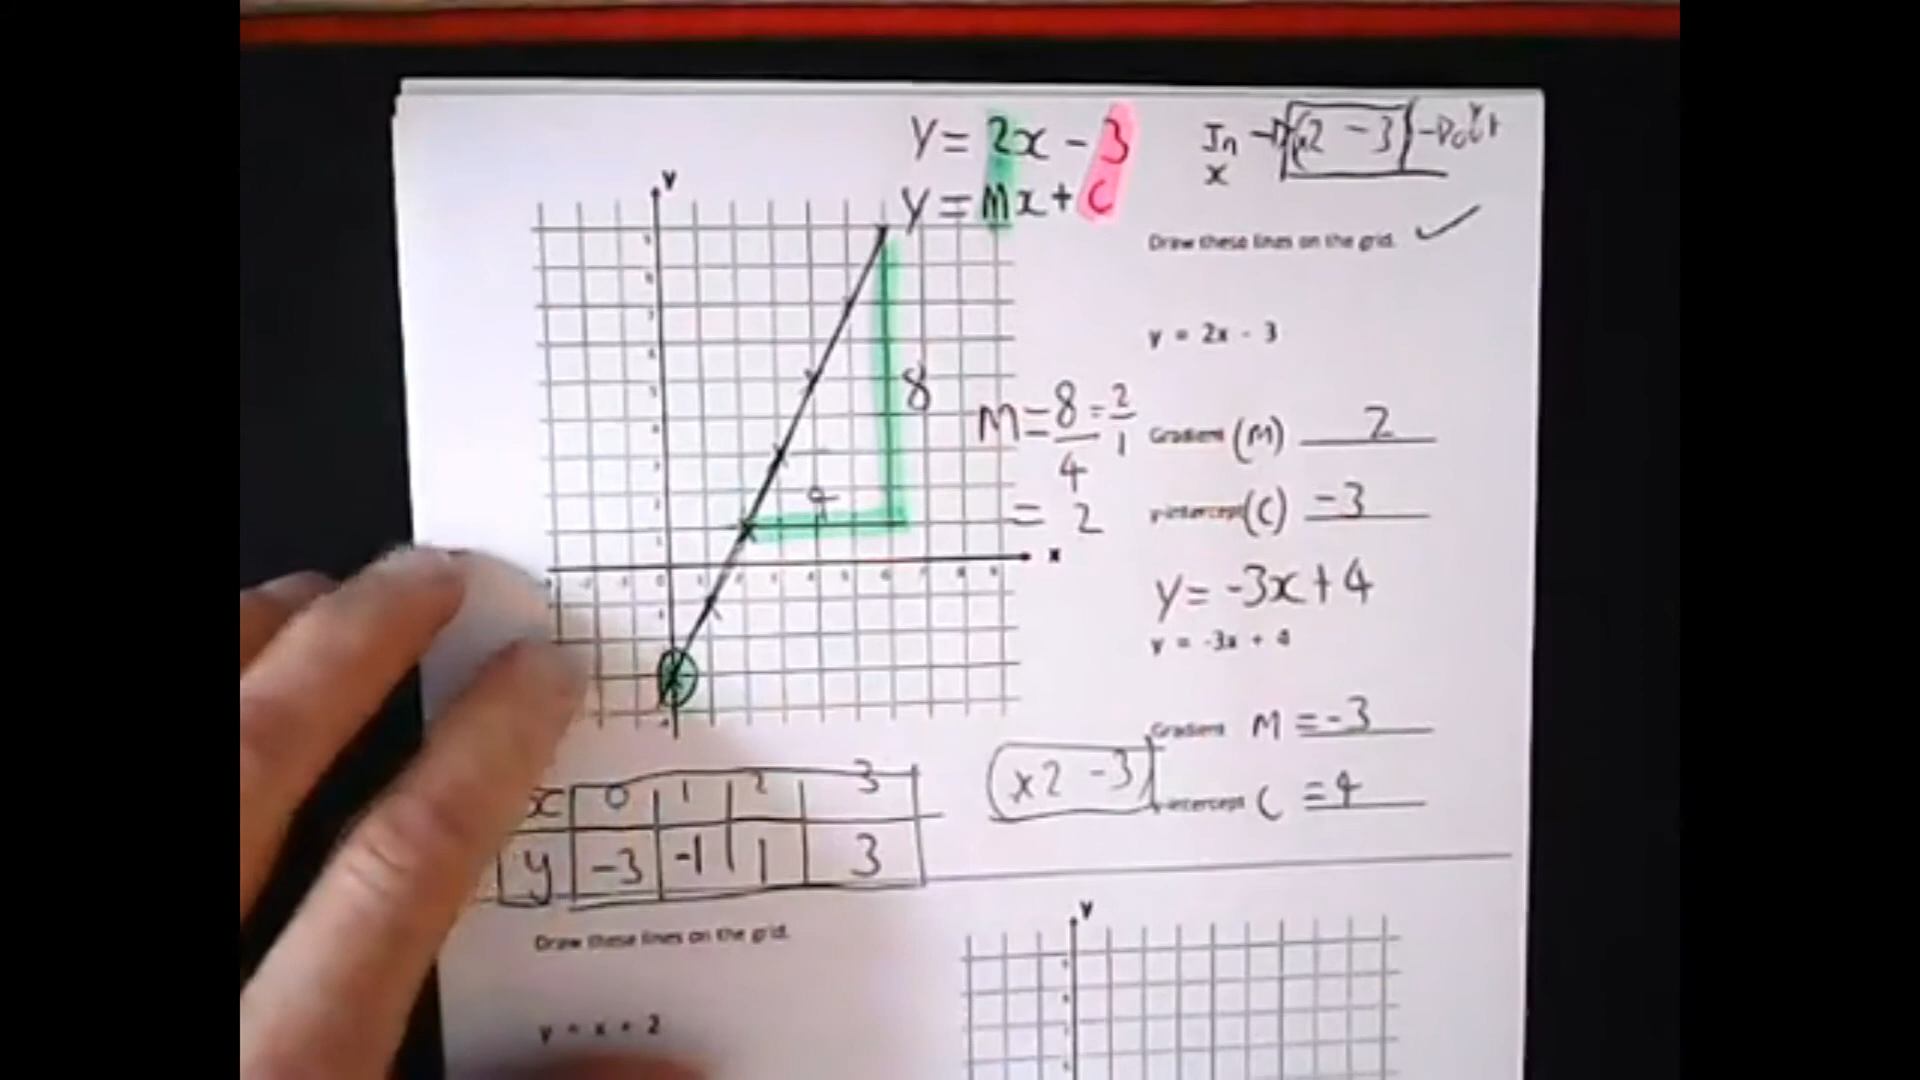 y = 2x - 3
y = mx + c
In → x2 - 3 → Out
x y
Draw these lines on the grid.
y = 2x - 3
8
4
M = 8/4 = 2/1
= 2
Gradient (M) 2
y-intercept (C) -3
y = -3x + 4
y = -3x + 4
Gradient M = -3
y-intercept C = 4
x2 - 3
x 0 1 2 3
y -3 -1 1 3
Draw these lines on the grid.
y = x + 2
y
x
y